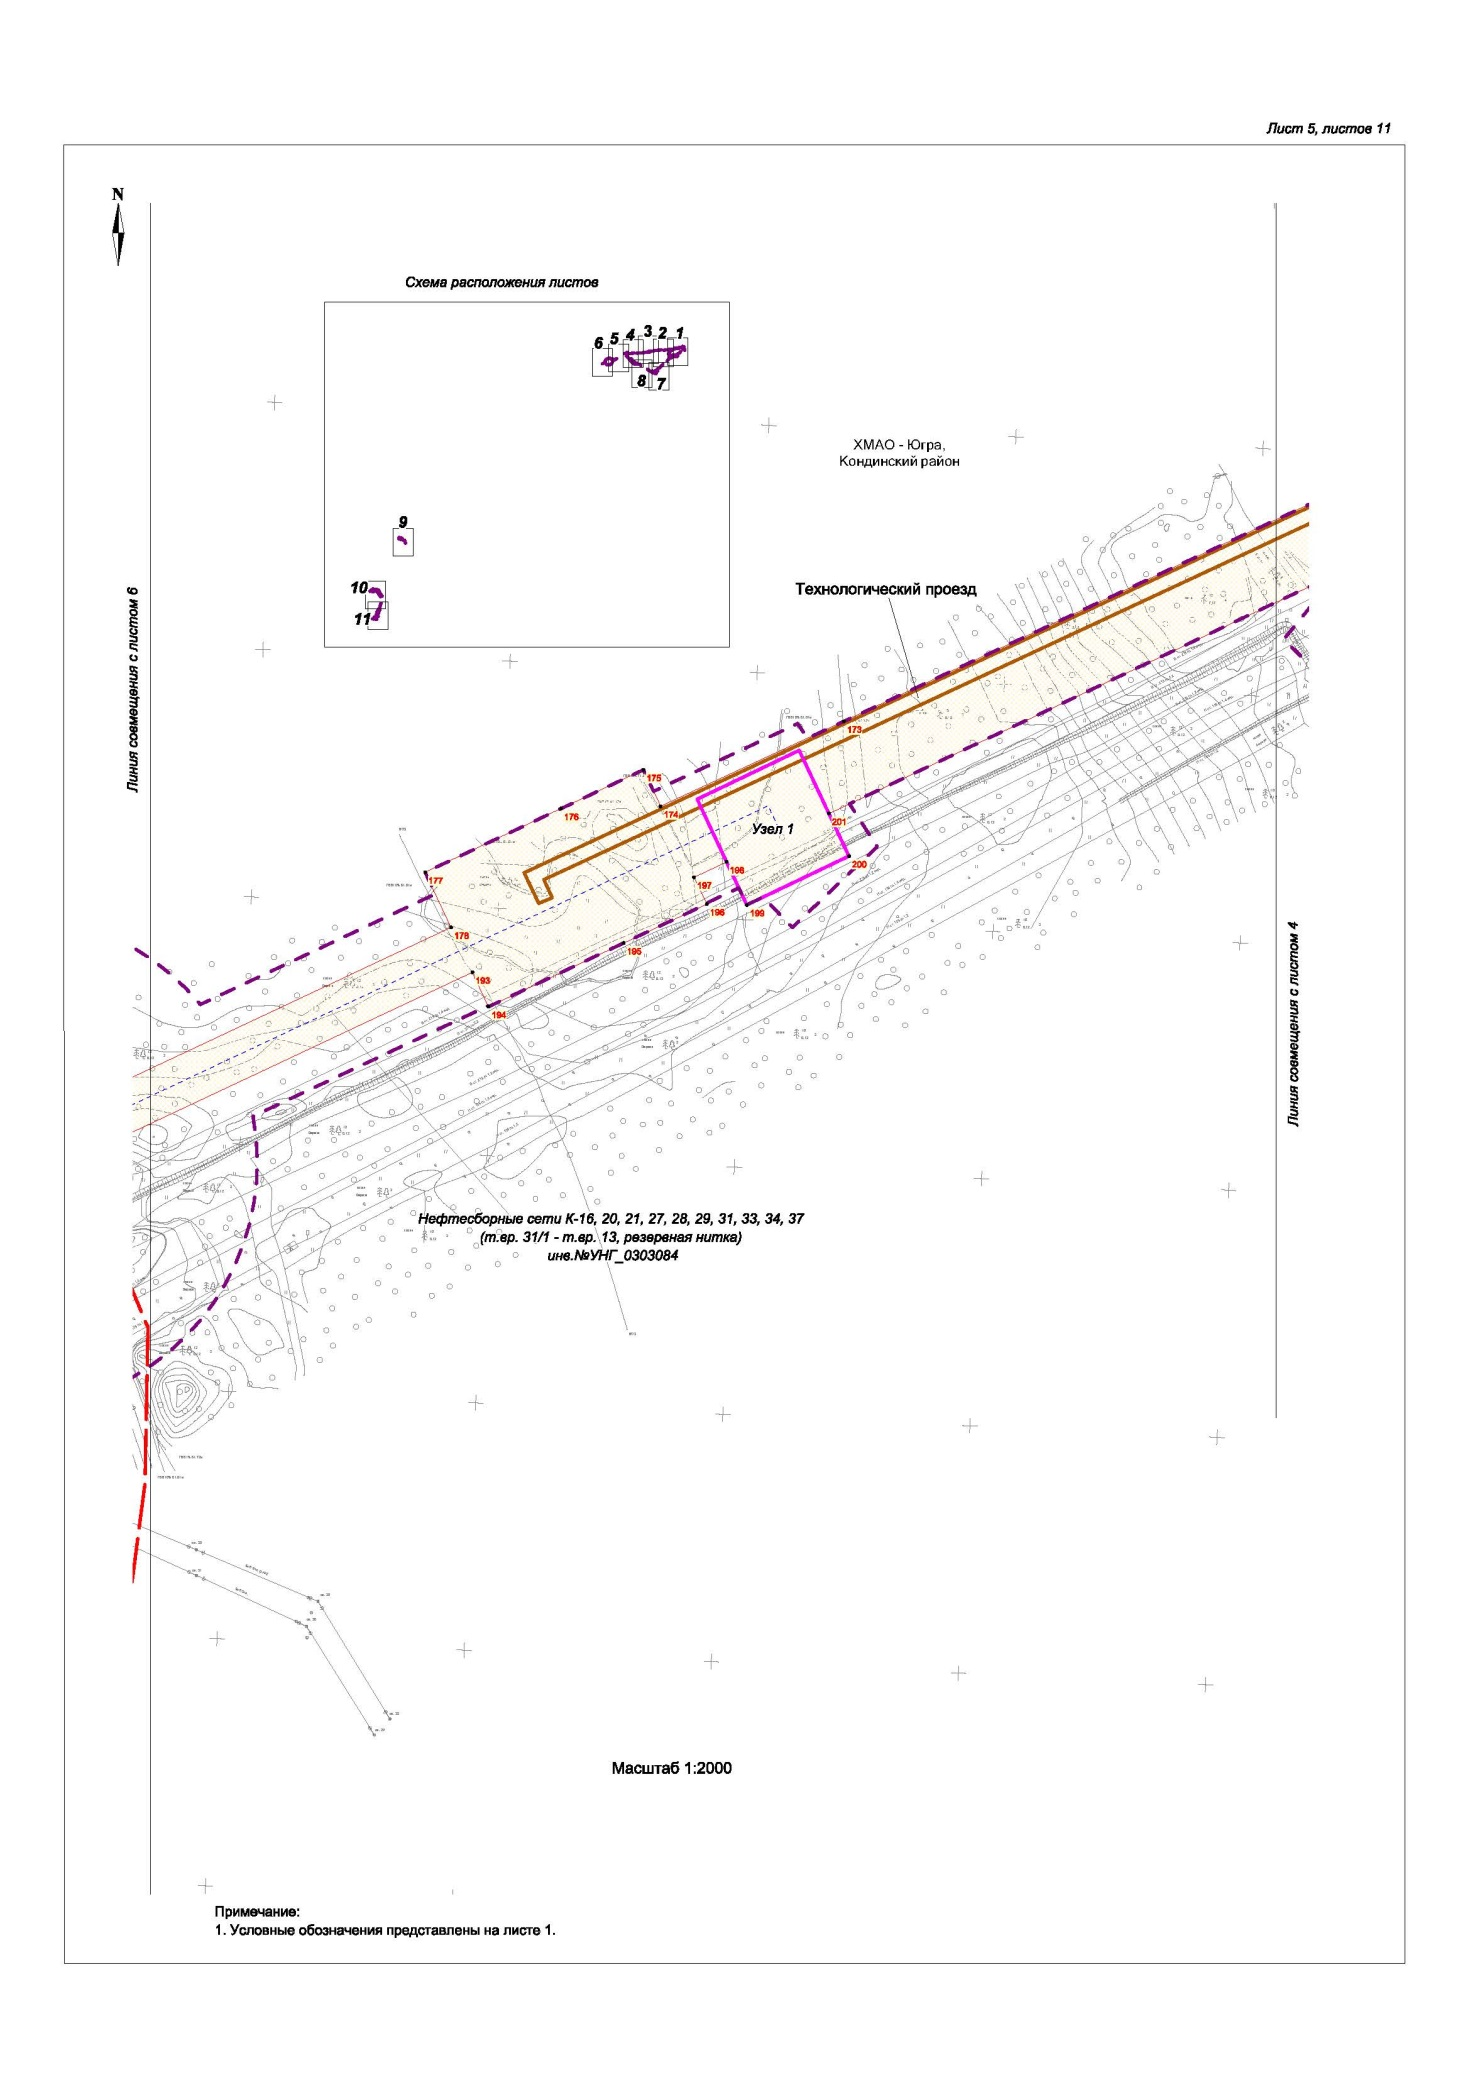 Лист 5, листов 11
N
Схема расположения листов
6 5 4 3 2 1
8 7
9
10
11
ХМАО - Югра,
Кондинский район
Технологический проезд
Линия совмещения с листом 6
Линия совмещения с листом 4
173
175
174
176
Узел 1
201
200
198
197
177
199
196
178
195
193
194
Нефтесборные сети К-16, 20, 21, 27, 28, 29, 31, 33, 34, 37
(т.вр. 31/1 - т.вр. 13, резервная нитка)
инв.№УНГ_0303084
Масштаб 1:2000
Примечание:
1. Условные обозначения представлены на листе 1.